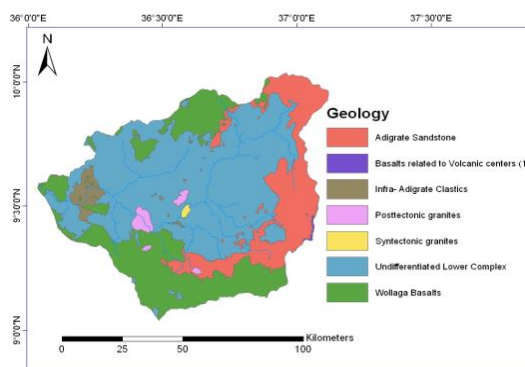 36°0'0"E 36°30'0"E 37°0'0"E 37°30'0"E
N
10°0'0"N
9°30'0"N
9°0'0"N
Geology
Adigrate Sandstone
Basalts related to Volcanic centers (1
Infra- Adigrate Clastics
Posttectonic granites
Syntectonic granites
Undifferentiated Lower Complex
Wollaga Basalts
Kilometers
0 25 50 100